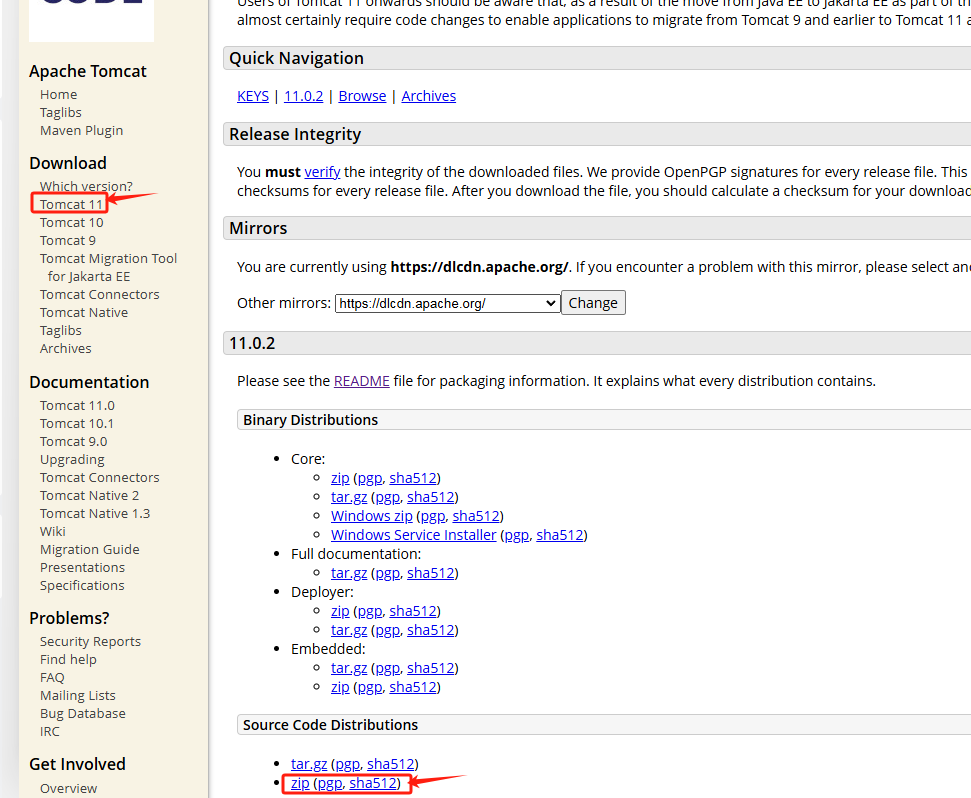 CODE
Apache Tomcat
Home
Taglibs
Maven Plugin
Download
Which version?
Tomcat 11
Tomcat 10
Tomcat 9
Tomcat Migration Tool
for Jakarta EE
Tomcat Connectors
Tomcat Native
Taglibs
Archives
Documentation
Tomcat 11.0
Tomcat 10.1
Tomcat 9.0
Upgrading
Tomcat Connectors
Tomcat Native 2
Tomcat Native 1.3
Wiki
Migration Guide
Presentations
Specifications
Problems?
Security Reports
Find help
FAQ
Mailing Lists
Bug Database
IRC
Get Involved
Overview
Users of Tomcat 11 onwards should be aware that, as a result of the move from Java EE to Jakarta EE as part of the
almost certainly require code changes to enable applications to migrate from Tomcat 9 and earlier to Tomcat 11 a
Quick Navigation
KEYS | 11.0.2 | Browse | Archives
Release Integrity
You must verify the integrity of the downloaded files. We provide OpenPGP signatures for every release file. This
checksums for every release file. After you download the file, you should calculate a checksum for your download
Mirrors
You are currently using https://dlcdn.apache.org/. If you encounter a problem with this mirror, please select an
Other mirrors: https://dlcdn.apache.org/ Change
11.0.2
Please see the README file for packaging information. It explains what every distribution contains.
Binary Distributions
• Core:
◦ zip (pgp, sha512)
◦ tar.gz (pgp, sha512)
◦ Windows zip (pgp, sha512)
◦ Windows Service Installer (pgp, sha512)
• Full documentation:
◦ tar.gz (pgp, sha512)
• Deployer:
◦ zip (pgp, sha512)
◦ tar.gz (pgp, sha512)
• Embedded:
◦ tar.gz (pgp, sha512)
◦ zip (pgp, sha512)
Source Code Distributions
• tar.gz (pgp, sha512)
• zip (pgp, sha512)